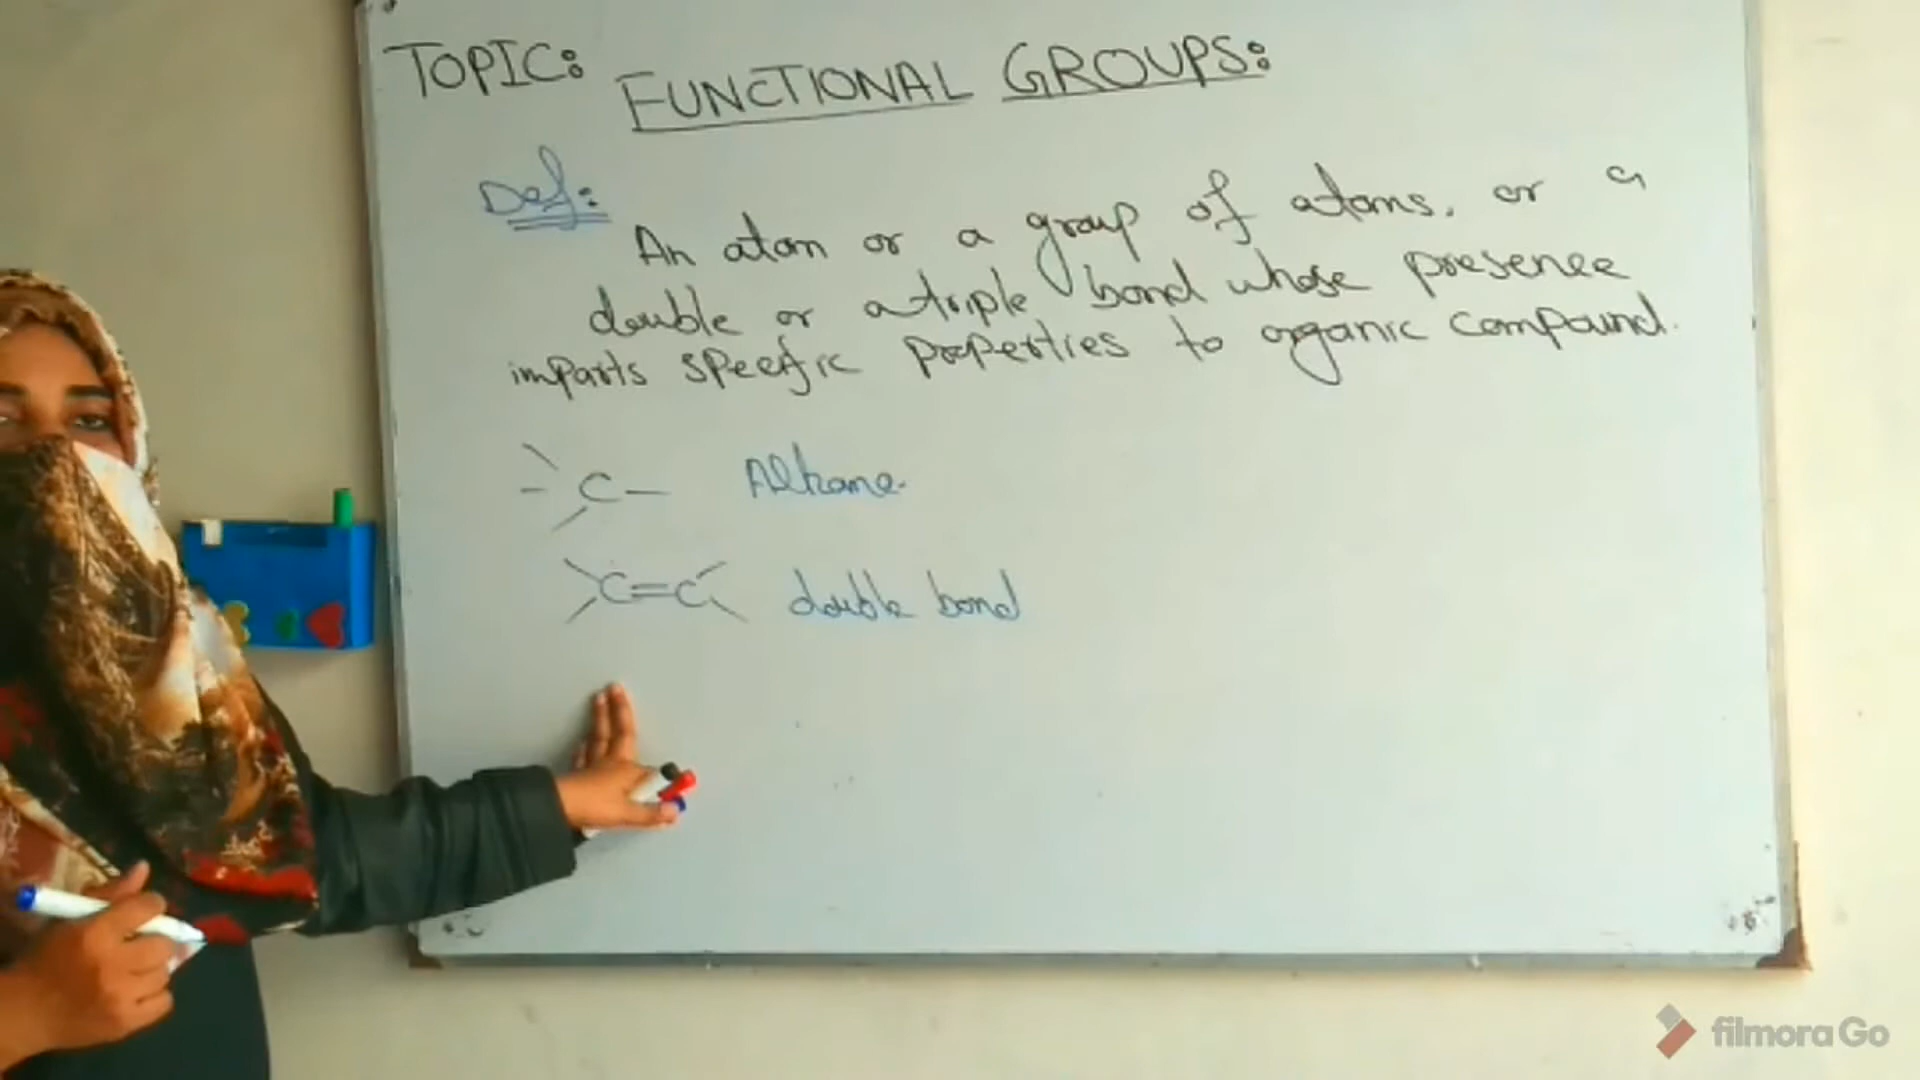 TOPIC: FUNCTIONAL GROUPS:
Def:
An atom or a group of atoms, or a
double or a triple bond whose presence
imparts specific properties to organic compound.
- C - Alkane.
C=C double bond
filmora Go